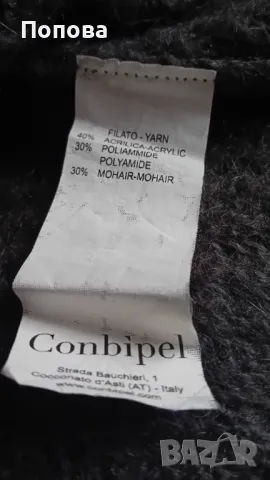 Попова
FILATO - YARN
40% ACRILICA-ACRYLIC
30% POLIAMMIDE
POLYAMIDE
30% MOHAIR-MOHAIR
Conbipel
Strada Bauchieri, 1
Cocconato d'Asti (AT) - Italy
www.conbipel.com
BAZAR